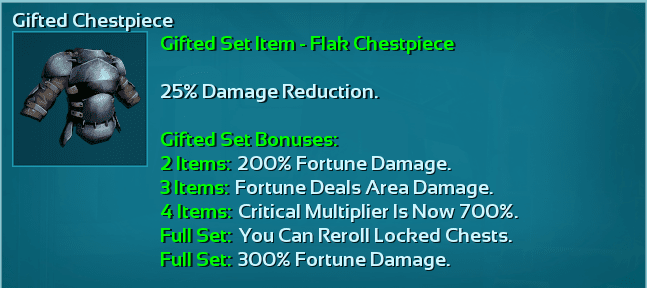 Gifted Chestpiece
Gifted Set Item - Flak Chestpiece
25% Damage Reduction.
Gifted Set Bonuses:
2 Items: 200% Fortune Damage.
3 Items: Fortune Deals Area Damage.
4 Items: Critical Multiplier Is Now 700%.
Full Set: You Can Reroll Locked Chests.
Full Set: 300% Fortune Damage.